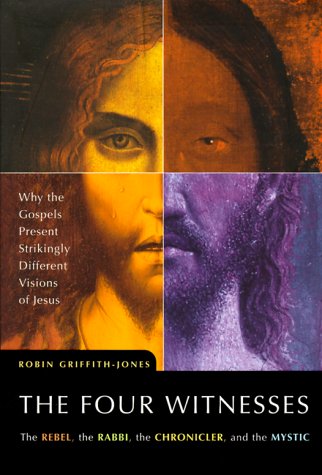 Why the
Gospels
Present
Strikingly
Different
Visions
of Jesus
ROBIN GRIFFITH-JONES
THE FOUR WITNESSES
The REBEL, the RABBI, the CHRONICLER, and the MYSTIC